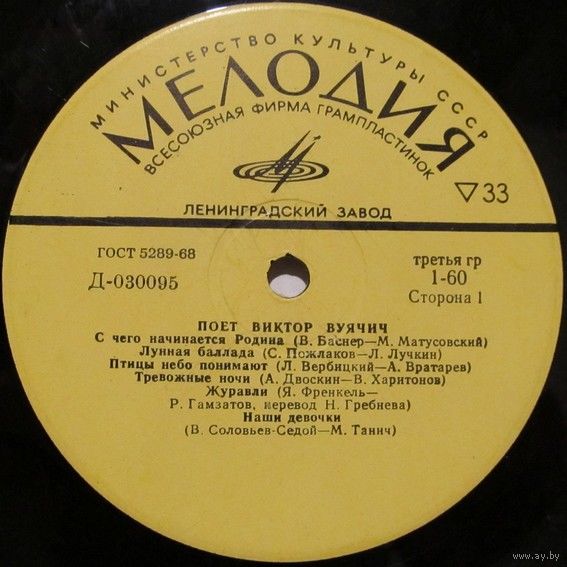 МИНИСТЕРСТВО КУЛЬТУРЫ СССР
МЕЛОДИЯ
ВСЕСОЮЗНАЯ ФИРМА ГРАМПЛАСТИНОК
▽33
ЛЕНИНГРАДСКИЙ ЗАВОД
ГОСТ 5289-68
Д-030095
третья гр
1-60
Сторона 1
ПОЕТ ВИКТОР ВУЯЧИЧ
С чего начинается Родина (В. Баснер—М. Матусовский)
Лунная баллада (С. Пожлаков—Л. Лучкин)
Птицы небо понимают (Л. Вербицкий—А. Вратарев)
Тревожные ночи (А. Двоскин—В. Харитонов)
Журавли (Я. Френкель—
Р. Гамзатов, перевод Н. Гребнева)
Наши девочки
(В. Соловьев-Седой—М. Танич)
www.ay.by